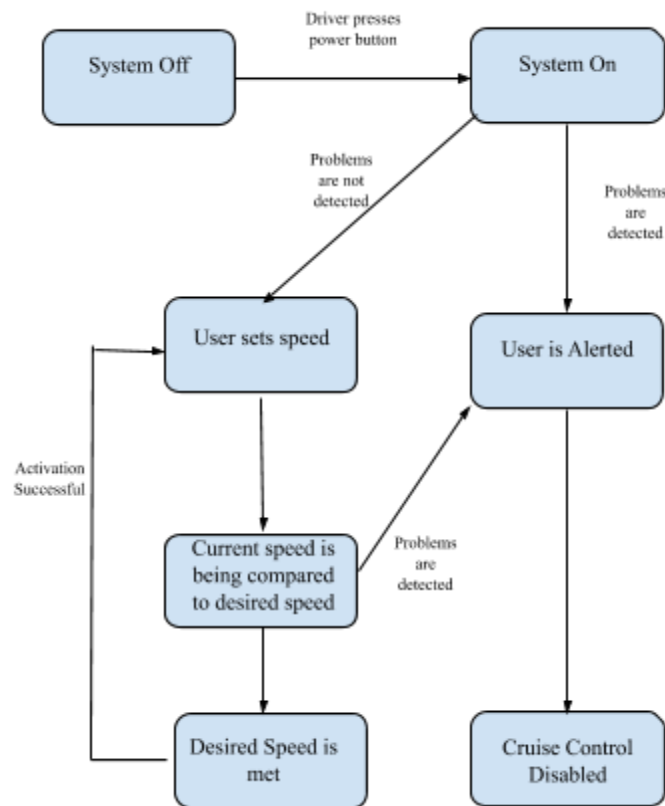 Driver presses
power button
System Off
System On
Problems
are not
detected
Problems
are
detected
User sets speed
User is Alerted
Activation
Successful
Current speed is
being compared
to desired speed
Problems
are
detected
Desired Speed is
met
Cruise Control
Disabled